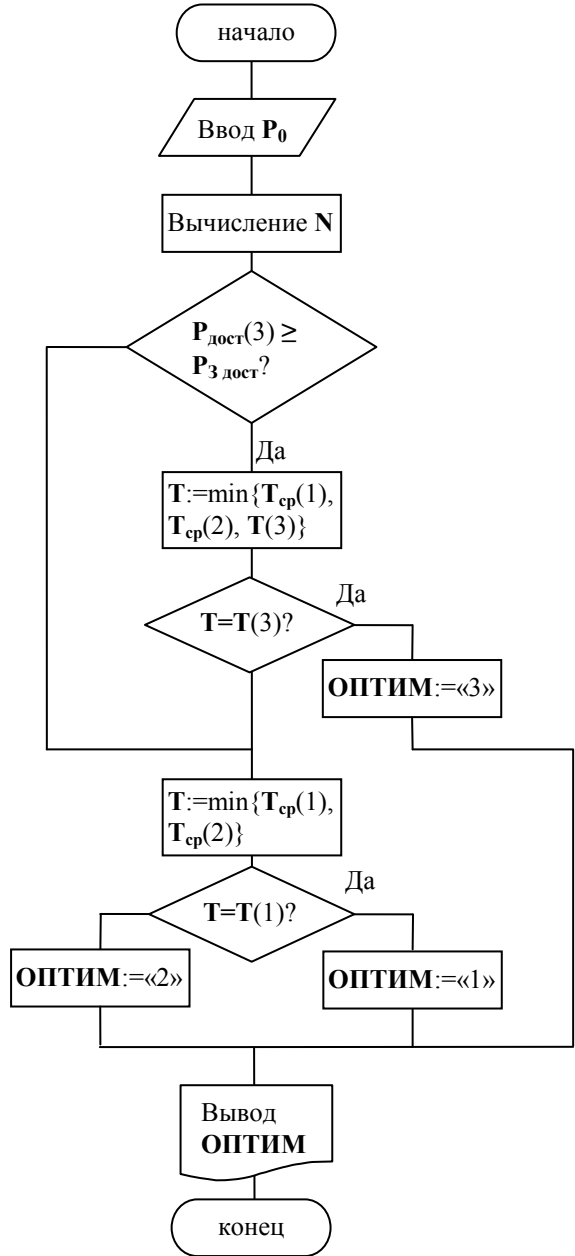 начало
Ввод P₀
Вычисление N
Pдост(3) ≥
PЗ дост?
Да
T:=min{Tср(1),
Tср(2), T(3)}
Да
T=T(3)?
ОПТИМ:=«3»
T:=min{Tср(1),
Tср(2)}
Да
T=T(1)?
ОПТИМ:=«2»
ОПТИМ:=«1»
Вывод
ОПТИМ
конец